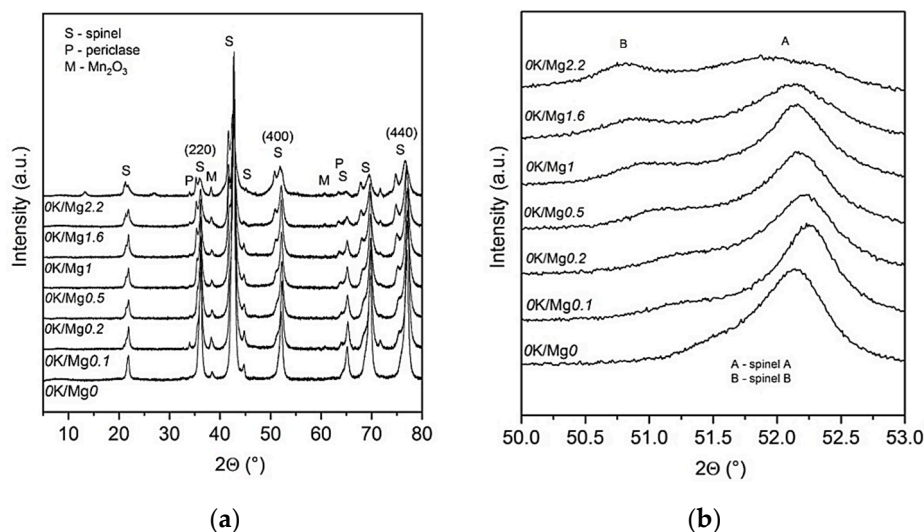 S - spinel
P - periclase
M - Mn2O3
S
(220)
S
P
M
S
(400)
S
M
P
S
S
(440)
S
0K/Mg2.2
0K/Mg1.6
0K/Mg1
0K/Mg0.5
0K/Mg0.2
0K/Mg0.1
0K/Mg0
Intensity (a.u.)
10 20 30 40 50 60 70 80
2Θ (°)
(a)
B
A
0K/Mg2.2
0K/Mg1.6
0K/Mg1
0K/Mg0.5
0K/Mg0.2
0K/Mg0.1
0K/Mg0
A - spinel A
B - spinel B
Intensity (a.u.)
50.0 50.5 51.0 51.5 52.0 52.5 53.0
2Θ (°)
(b)